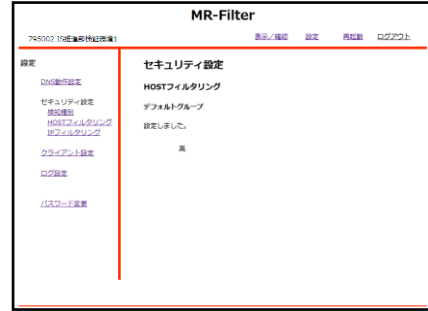 MR-Filter
795002 IS推進部検証環境1
表示／確認 設定 再起動 ログアウト
設定
DNS動作設定
セキュリティ設定
検知種別
HOSTフィルタリング
IPフィルタリング
クライアント設定
ログ設定
パスワード変更
セキュリティ設定
HOSTフィルタリング
デフォルトグループ
設定しました。
高